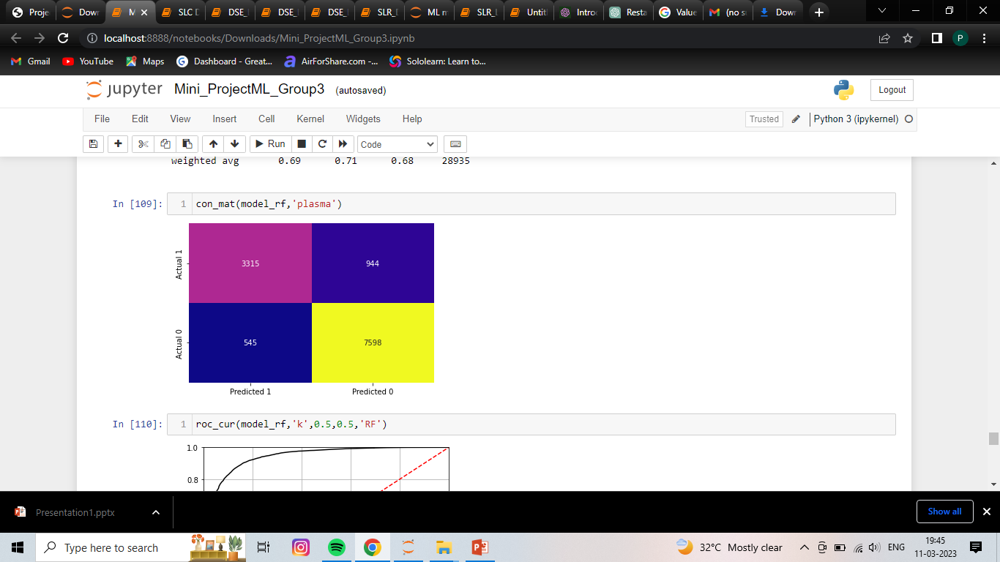 Proje
Down
M
SLC D
DSE_
DSE_
DSE_
SLR_D
ML m
SLR_L
Untit
Intro
Resta
Value
(no s
Down
localhost:8888/notebooks/Downloads/Mini_ProjectML_Group3.ipynb
P
Gmail
YouTube
Maps
Dashboard - Great...
AirForShare.com -...
Sololearn: Learn to...
jupyter Mini_ProjectML_Group3 (autosaved)
Logout
File Edit View Insert Cell Kernel Widgets Help
Trusted
Python 3 (ipykernel)
Run
Code
weighted avg 0.69 0.71 0.68 28935
In [109]: 1 con_mat(model_rf,'plasma')
Actual 1
3315 944
Actual 0
545 7598
Predicted 1 Predicted 0
In [110]: 1 roc_cur(model_rf,'k',0.5,0.5,'RF')
1.0
0.8
Presentation1.pptx
Show all
Type here to search
32°C Mostly clear
ENG
19:45
11-03-2023